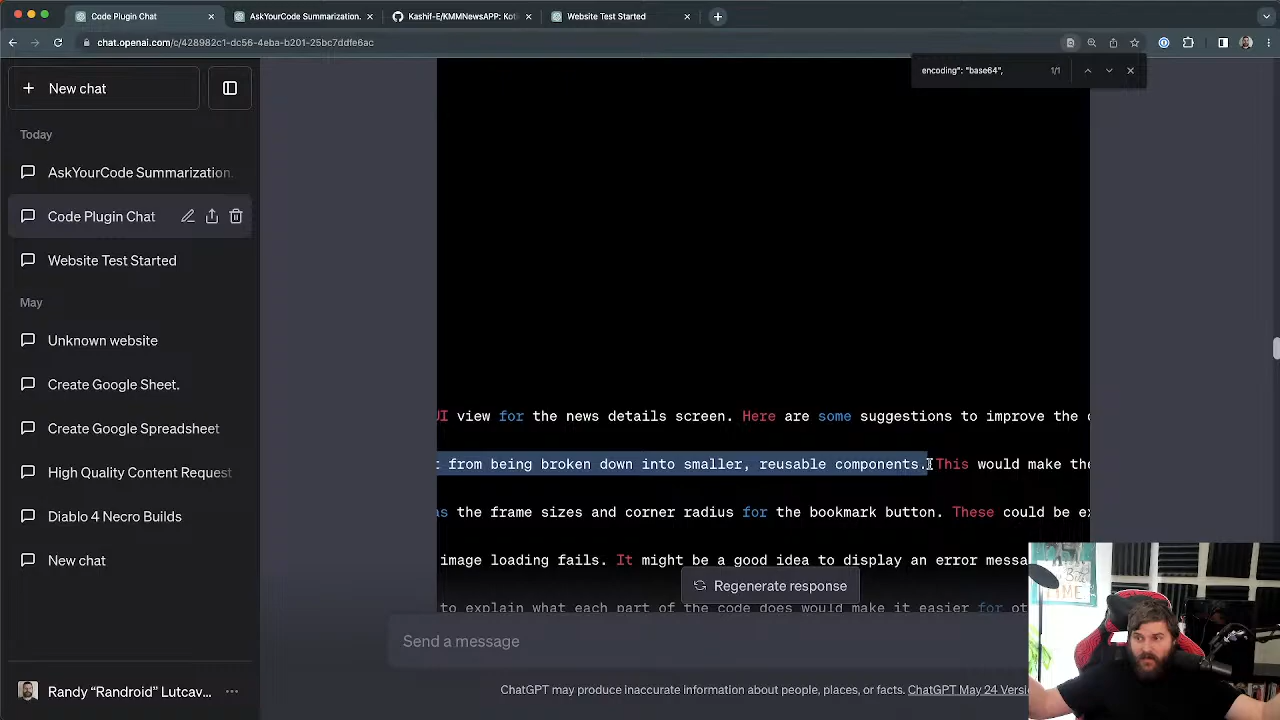 Code Plugin Chat
AskYourCode Summarization.
Kashif-E/KMMNewsAPP: Kot
Website Test Started
chat.openai.com/c/428982c1-dc56-4eba-b201-25bc7ddfe6ac
encoding": "base64",
1/1
New chat
Today
AskYourCode Summarization.
Code Plugin Chat
Website Test Started
May
Unknown website
Create Google Sheet.
Create Google Spreadsheet
High Quality Content Request
Diablo 4 Necro Builds
New chat
Randy “Randroid” Lutcav...
UI view for the news details screen. Here are some suggestions to improve the
t from being broken down into smaller, reusable components. This would make the
as the frame sizes and corner radius for the bookmark button. These could be ex
image loading fails. It might be a good idea to display an error messa
to explain what each part of the code does would make it easier for ot
Regenerate response
Send a message
ChatGPT may produce inaccurate information about people, places, or facts. ChatGPT May 24 Versi
TIME